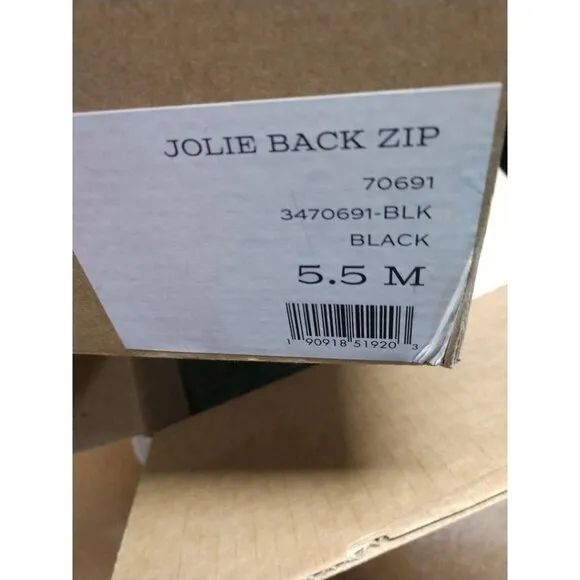 JOLIE BACK ZIP
70691
3470691-BLK
BLACK
5.5 M
1 90918 51920 3